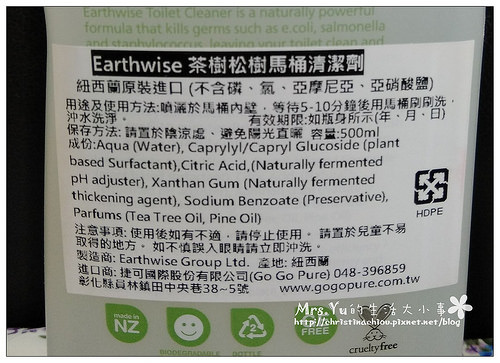 Earthwise Toilet Cleaner is a naturally powerful
formula that kills germs such as e.coli, salmonella
and staphylococcus, leaving your toilet clean and
Earthwise 茶樹松樹馬桶清潔劑
紐西蘭原裝進口 (不含磷、氯、亞摩尼亞、亞硝酸鹽)
用途及使用方法:噴灑於馬桶內壁，等待5-10分鐘後用馬桶刷刷洗，
沖水洗淨。 有效期限:如瓶身所示(年、月、日)
保存方法: 請置於陰涼處、避免陽光直曬 容量:500ml
成份:Aqua (Water), Caprylyl/Capryl Glucoside (plant
based Surfactant),Citric Acid,(Naturally fermented
pH adjuster), Xanthan Gum (Naturally fermented
thickening agent), Sodium Benzoate (Preservative),
Parfums (Tea Tree Oil, Pine Oil)
HDPE
注意事項: 使用後如有不適，請停止使用。 請置於兒童不易
取得的地方。 如不慎誤入眼睛請立即沖洗。
製造商: Earthwise Group Ltd. 產地: 紐西蘭
進口商: 捷可國際股份有限公司(Go Go Pure) 048-396859
彰化縣員林鎮田中央巷38~5號 www.gogopure.com.tw
made in
NZ
BIODEGRADABLE
2
BOTTLE
FREE
crueltyfree
Mrs.Yu的生活大小事
http://christinechiou.pixnet.net/blog